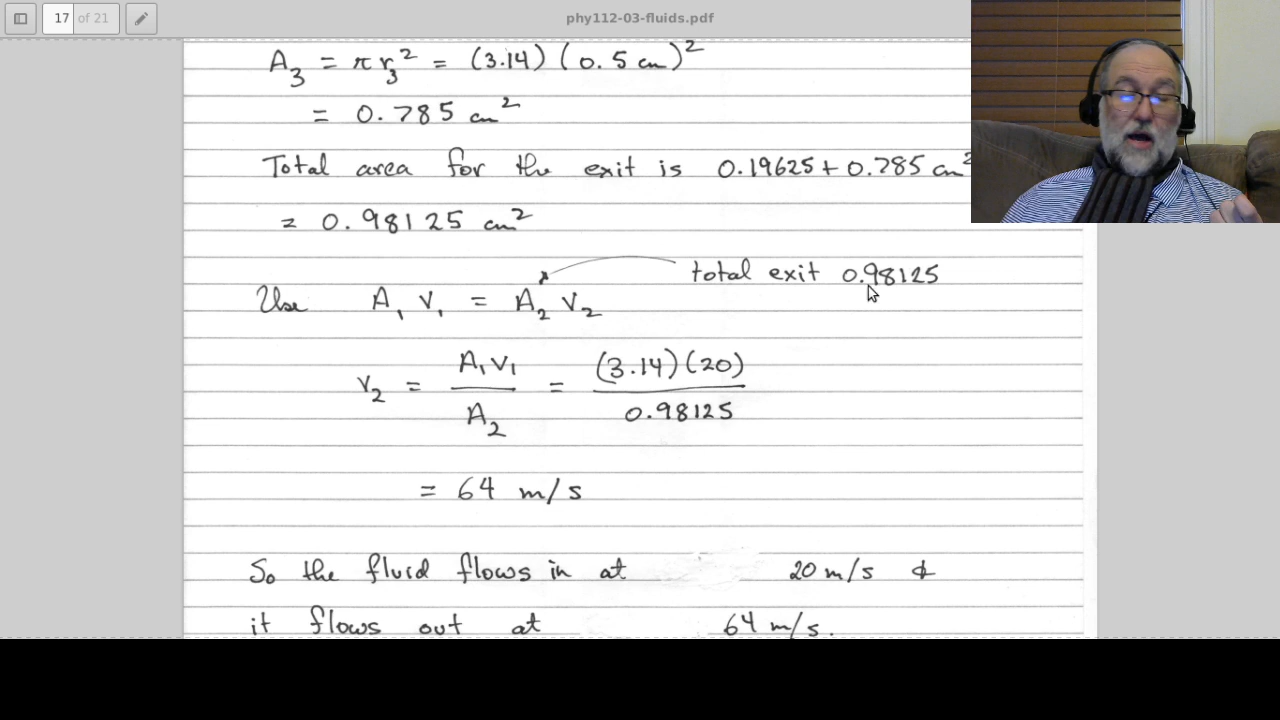 17 of 21
phy112-03-fluids.pdf
A₃ = π r₃² = (3.14) (0.5 cm)²
= 0.785 cm²
Total area for the exit is 0.19625 + 0.785 cm²
= 0.98125 cm²
total exit 0.98125
Use A₁ V₁ = A₂ V₂
V₂ = A₁V₁ / A₂ = (3.14)(20) / 0.98125
= 64 m/s
So the fluid flows in at 20 m/s &
it flows out at 64 m/s.